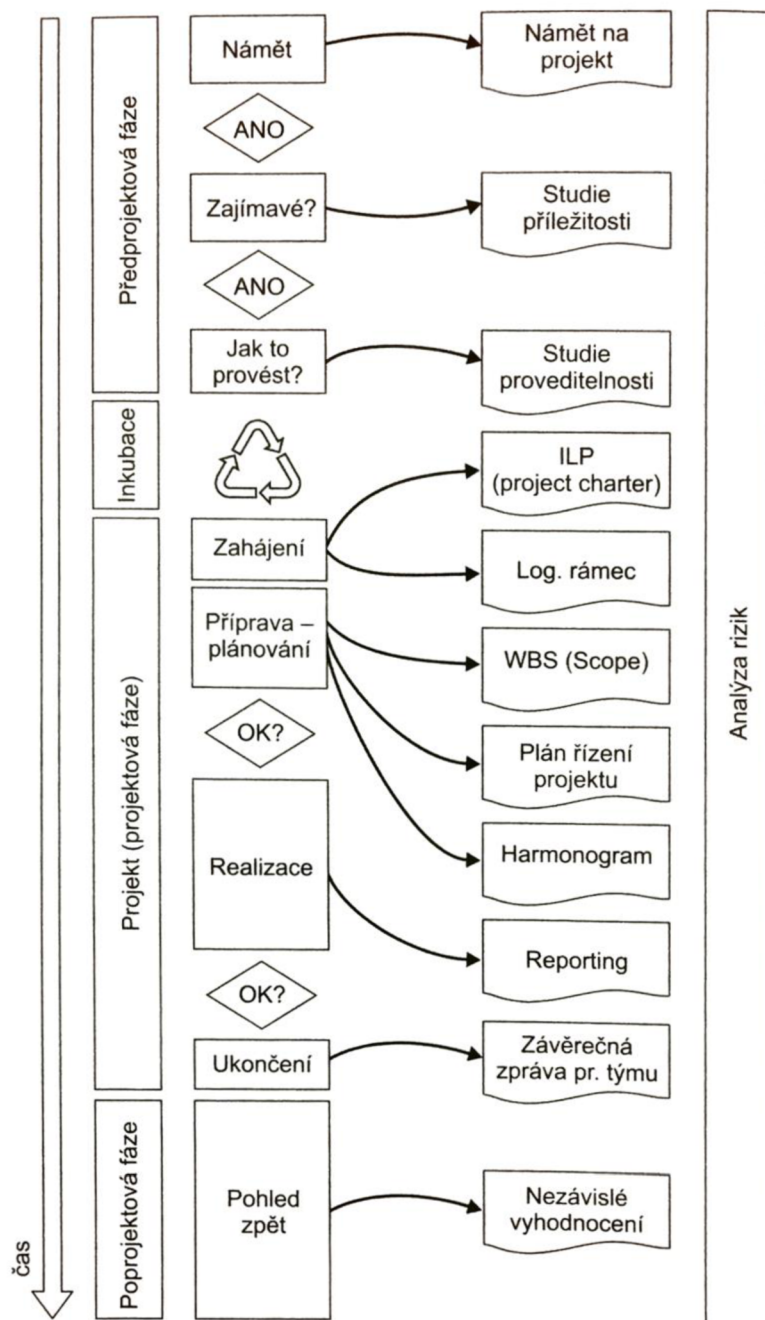 Předprojektová fáze
Námět
Námět na
projekt
ANO
Zajímavé?
Studie
příležitosti
ANO
Jak to
provést?
Studie
proveditelnosti
Inkubace
ILP
(project charter)
Projekt (projektová fáze)
Zahájení
Log. rámec
Příprava –
plánování
WBS (Scope)
OK?
Plán řízení
projektu
Realizace
Harmonogram
Reporting
OK?
Ukončení
Závěrečná
zpráva pr. týmu
Poprojektová fáze
Pohled
zpět
Nezávislé
vyhodnocení
čas
Analýza rizik